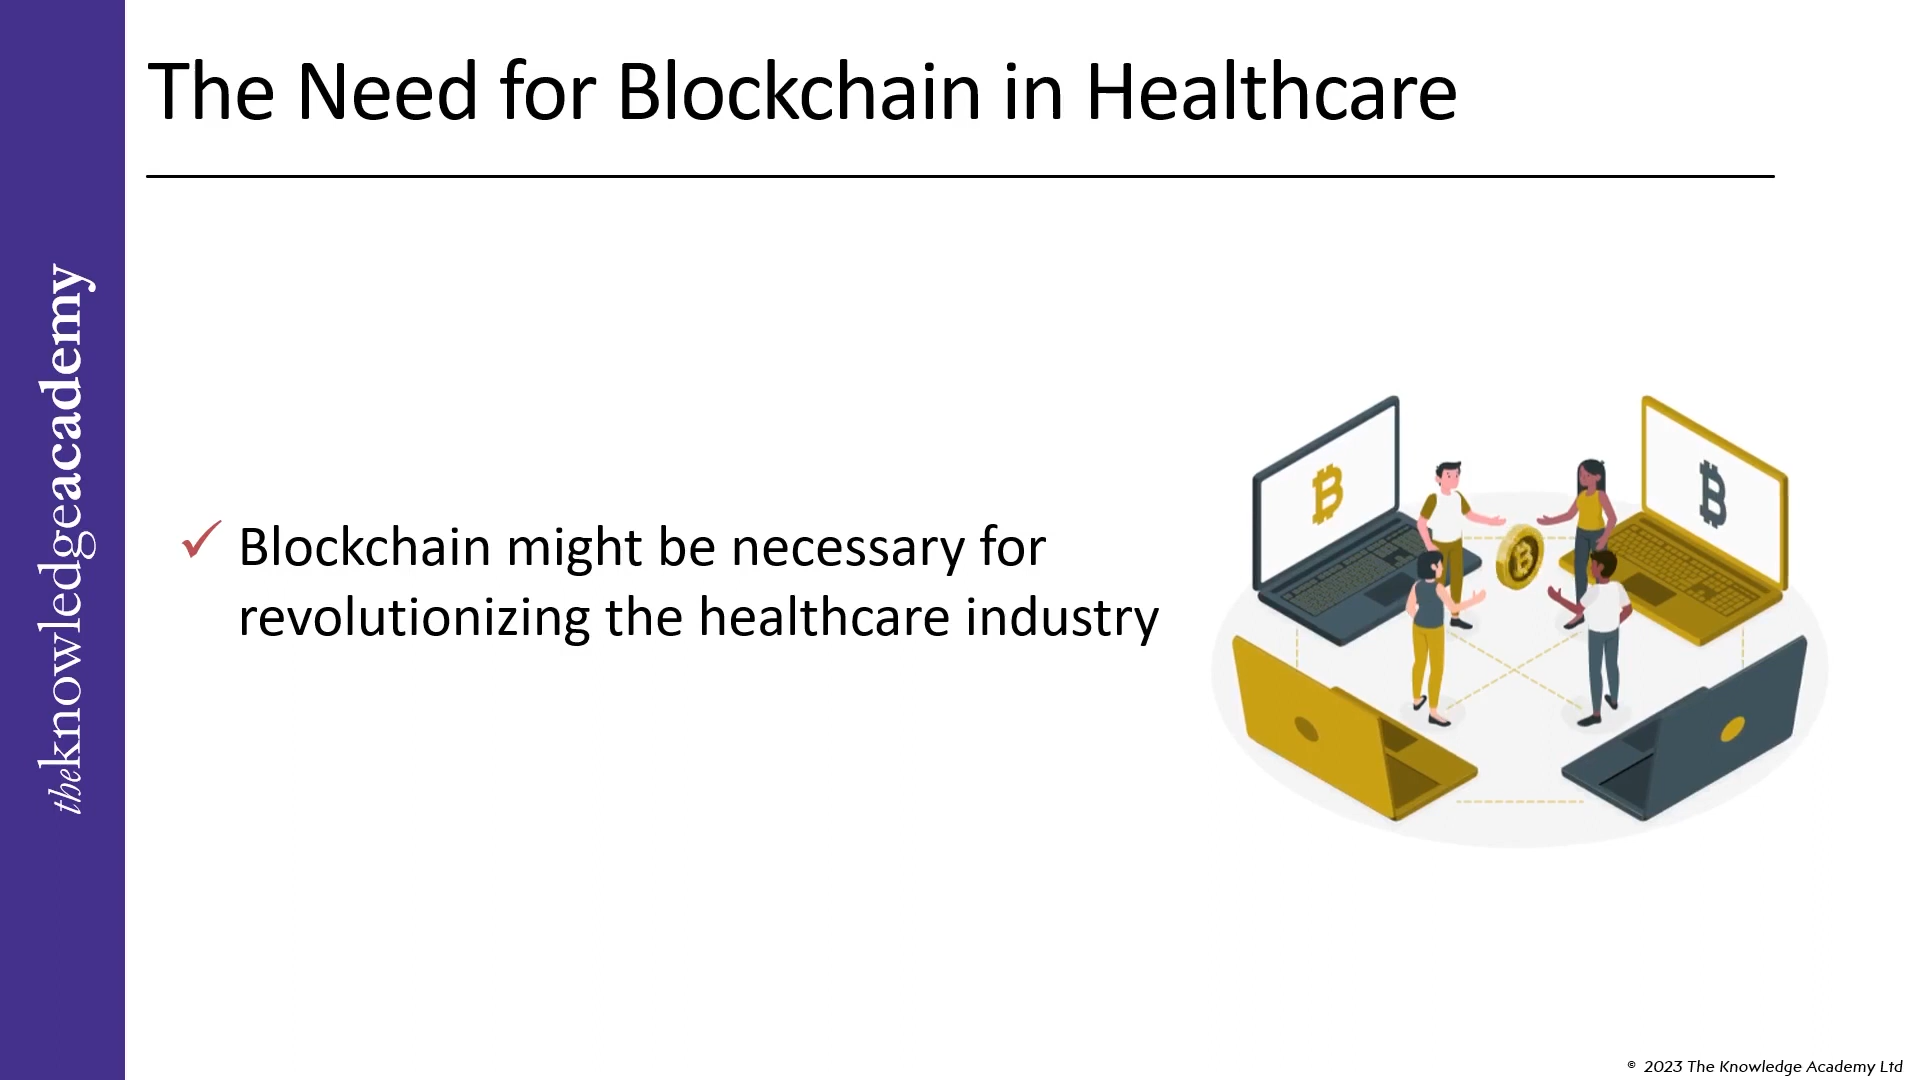 The Need for Blockchain in Healthcare
theknowledgeacademy
✓ Blockchain might be necessary for
revolutionizing the healthcare industry
© 2023 The Knowledge Academy Ltd